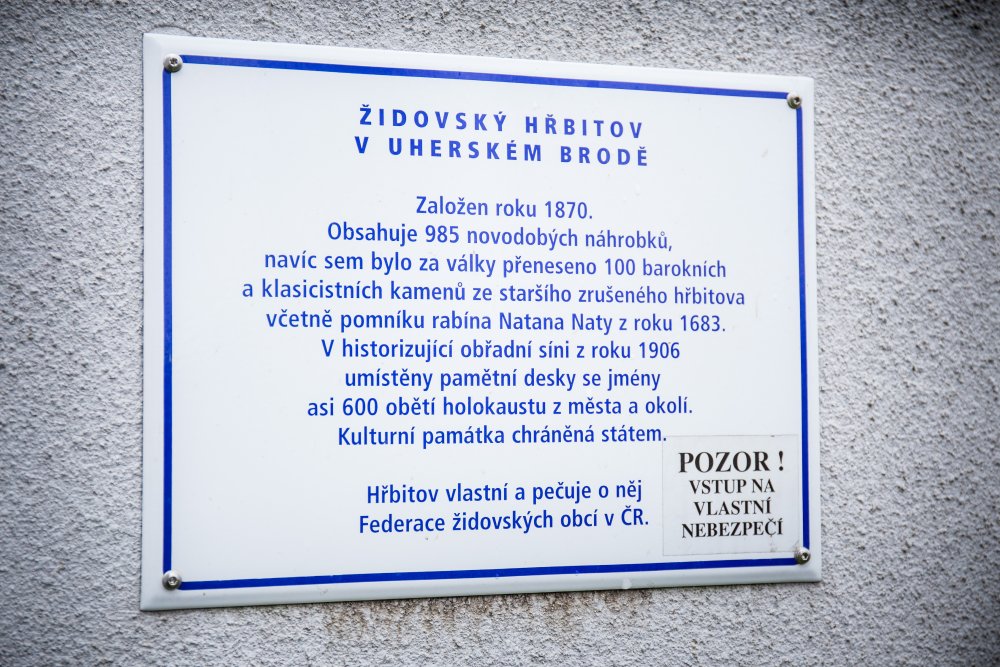 ŽIDOVSKÝ HŘBITOV
V UHERSKÉM BRODĚ
Založen roku 1870.
Obsahuje 985 novodobých náhrobků,
navíc sem bylo za války přeneseno 100 barokních
a klasicistních kamenů ze staršího zrušeného hřbitova
včetně pomníku rabína Natana Naty z roku 1683.
V historizující obřadní síni z roku 1906
umístěny pamětní desky se jmény
asi 600 obětí holokaustu z města a okolí.
Kulturní památka chráněná státem.
Hřbitov vlastní a pečuje o něj
Federace židovských obcí v ČR.
POZOR !
VSTUP NA
VLASTNÍ
NEBEZPEČÍ